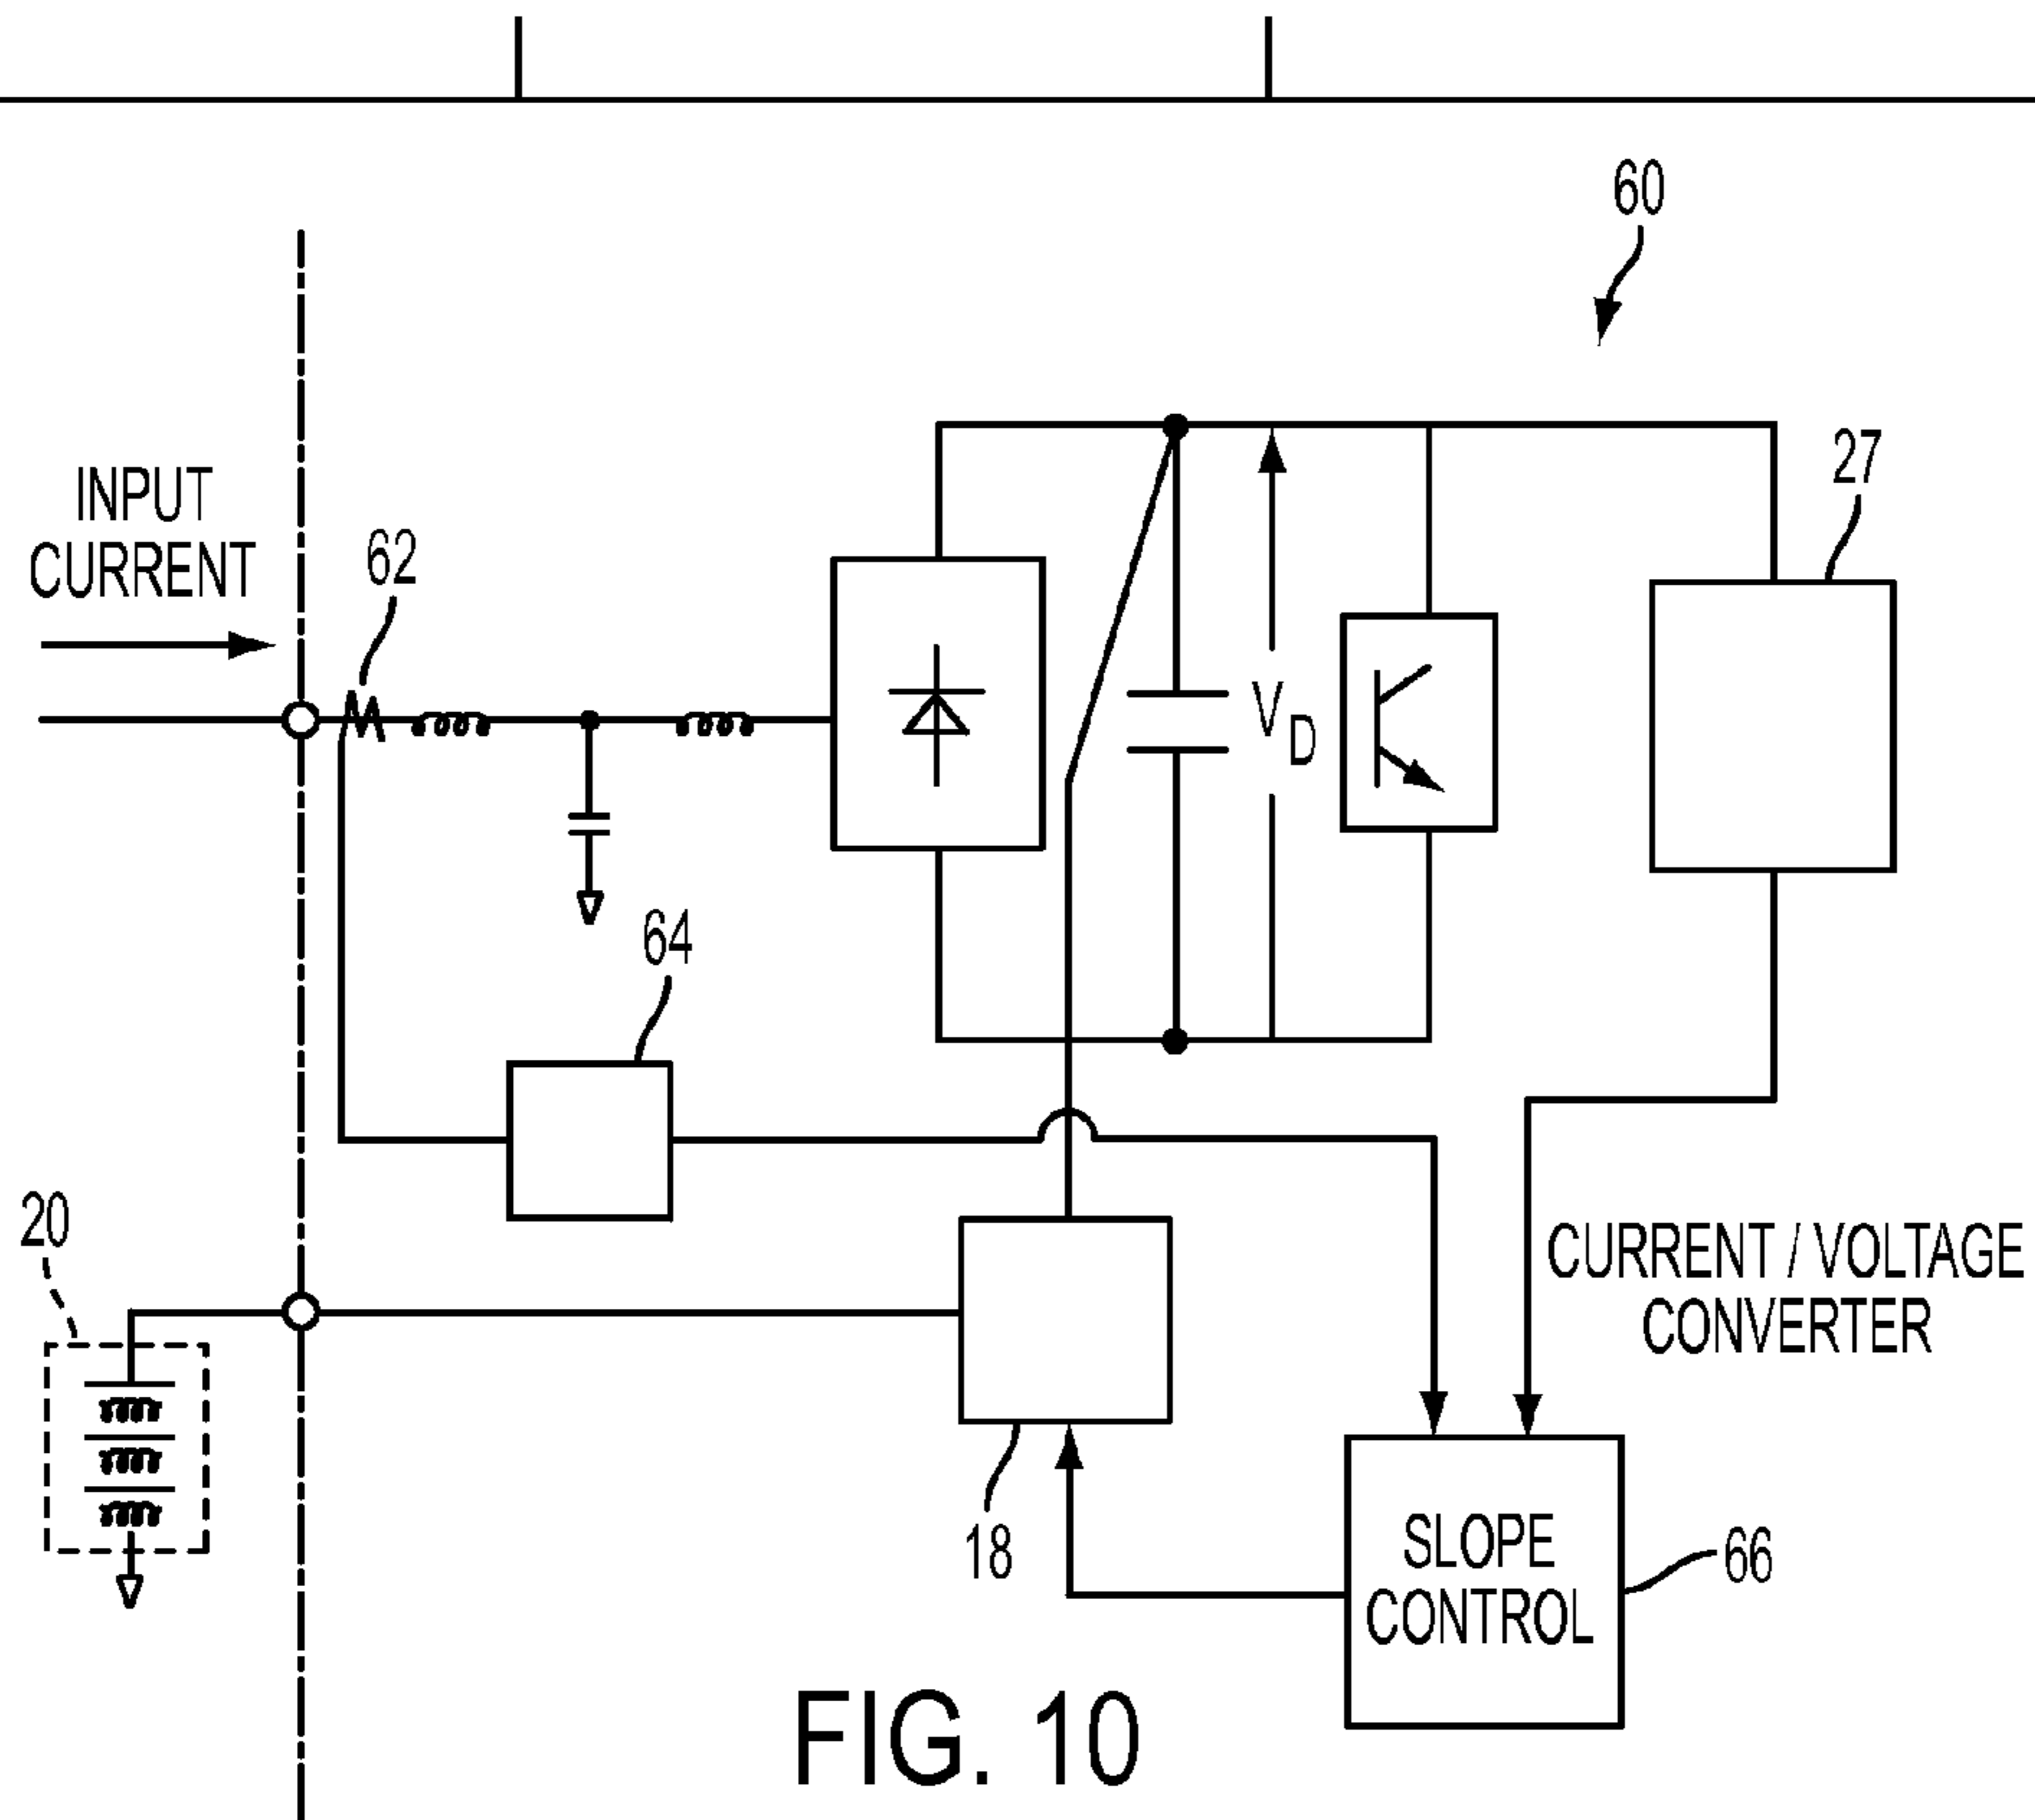 60
27
INPUT
CURRENT
62
V
D
64
20
CURRENT / VOLTAGE
CONVERTER
18
SLOPE
CONTROL
66
FIG. 10